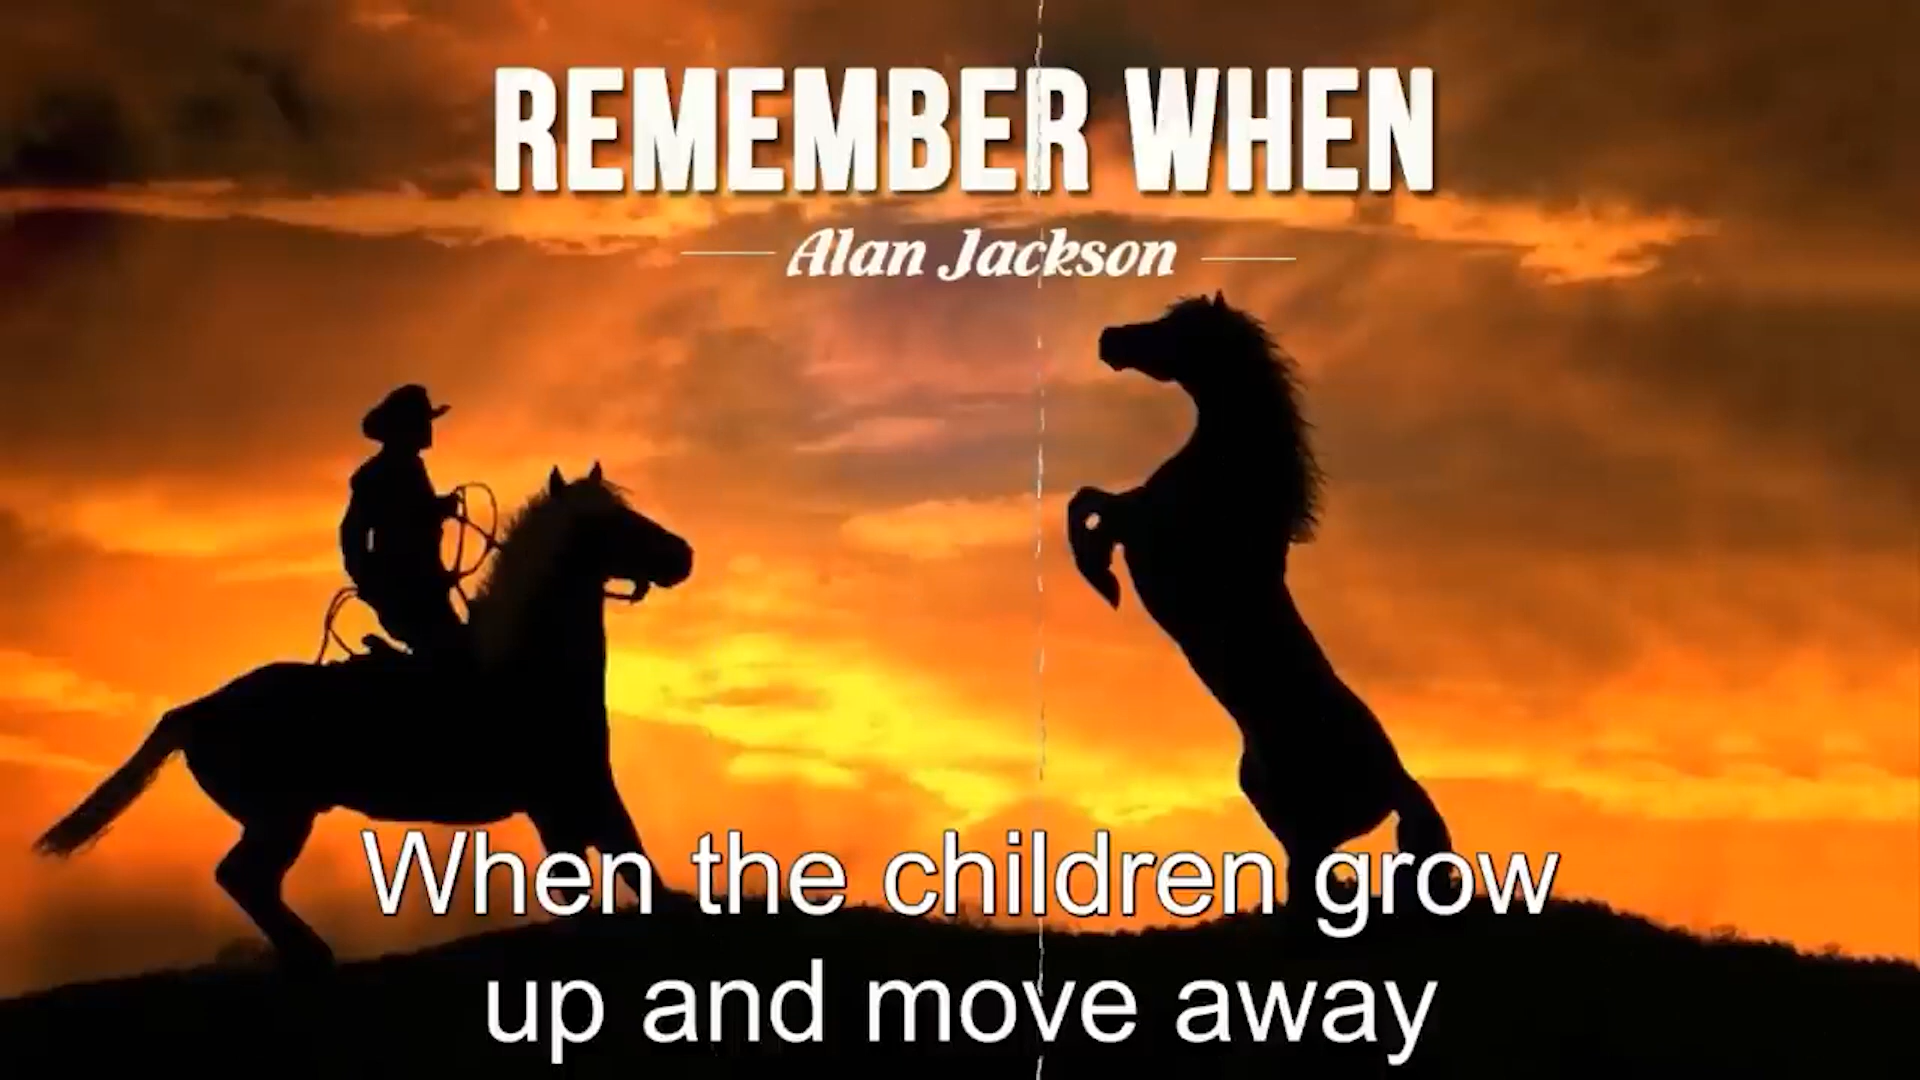 REMEMBER WHEN
Alan Jackson
When the children grow
up and move away